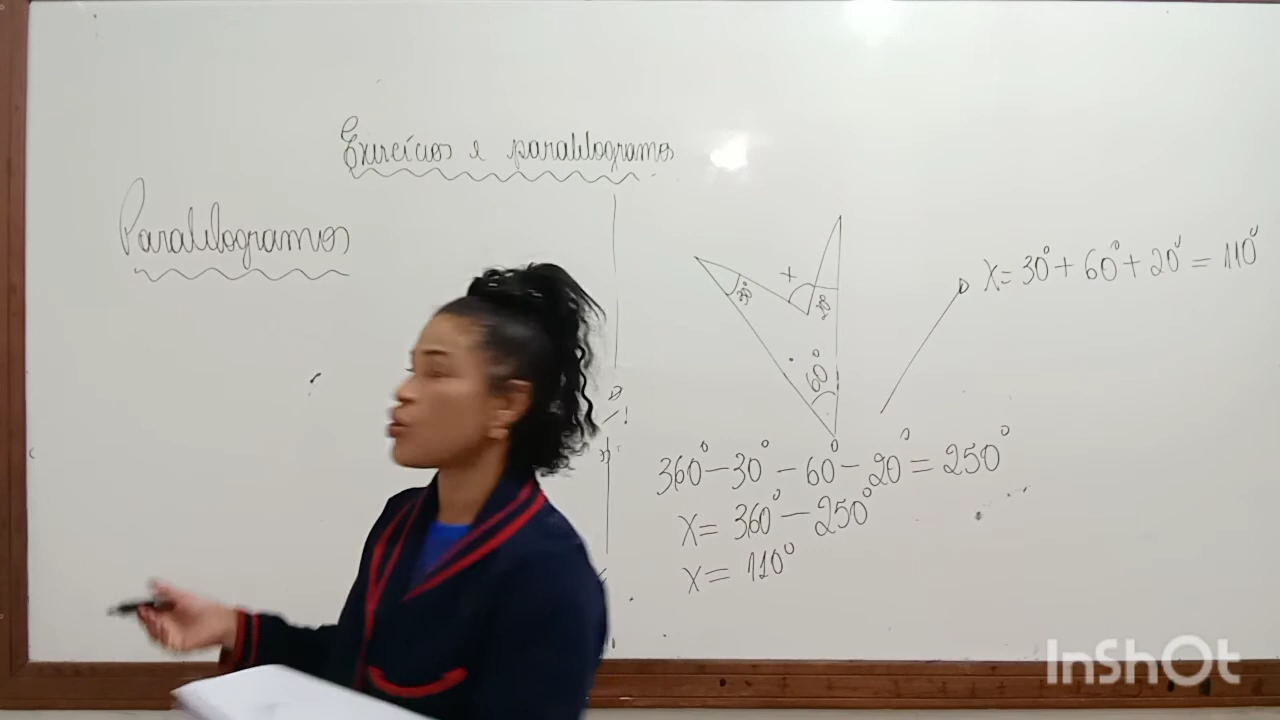 Exercícios e paralelogramos
Paralelogramos
30°
x
20°
60°
x = 30° + 60° + 20° = 110°
360° - 30° - 60° - 20° = 250°
x = 360° - 250°
x = 110°
InShOt